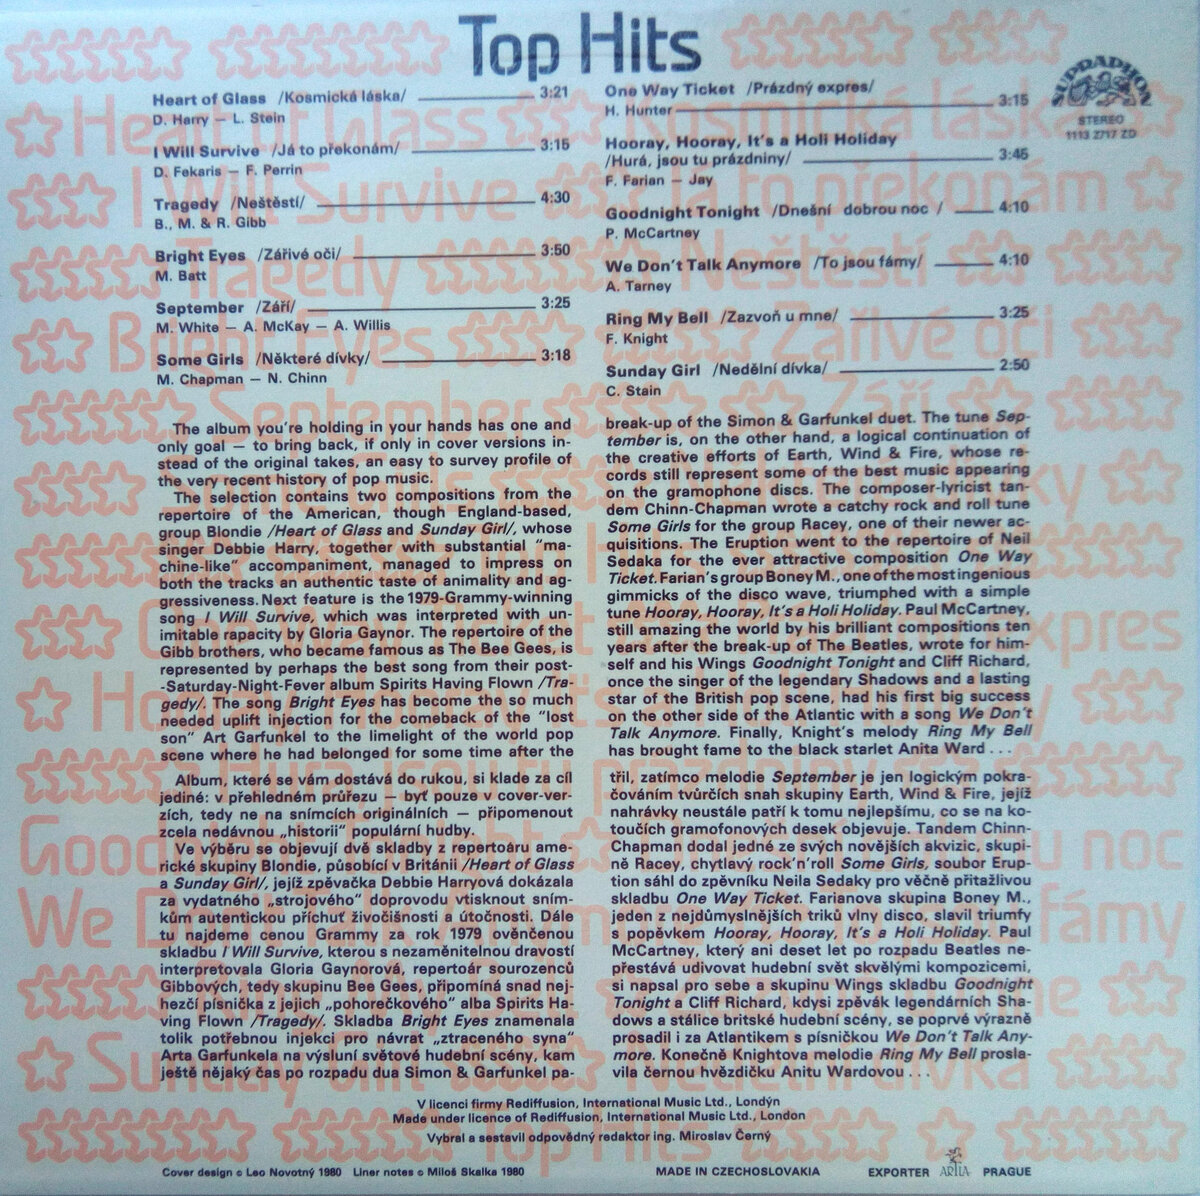 Top Hits
Heart of Glass /Kosmická láska/ 3:21
D. Harry — L. Stein
I Will Survive /Já to překonám/ 3:15
D. Fekaris — F. Perrin
Tragedy /Neštěstí/ 4:30
B., M. & R. Gibb
Bright Eyes /Zářivé oči/ 3:50
M. Batt
September /Září/ 3:25
M. White — A. McKay — A. Willis
Some Girls /Některé dívky/ 3:18
M. Chapman — N. Chinn
One Way Ticket /Prázdný expres/
H. Hunter 3:15
Hooray, Hooray, It's a Holi Holiday
/Hurá, jsou tu prázdniny/ 3:45
F. Farian — Jay
Goodnight Tonight /Dnešní dobrou noc / 4:10
P. McCartney
We Don't Talk Anymore /To jsou fámy/ 4:10
A. Tarney
Ring My Bell /Zazvoň u mne/ 3:25
F. Knight
Sunday Girl /Nedělní dívka/ 2:50
C. Stain
SUPRAPHON
STEREO
1113 2717 ZD
The album you're holding in your hands has one and
only goal — to bring back, if only in cover versions in-
stead of the original takes, an easy to survey profile of
the very recent history of pop music.
The selection contains two compositions from the
repertoire of the American, though England-based,
group Blondie /Heart of Glass and Sunday Girl/, whose
singer Debbie Harry, together with substantial "ma-
chine-like" accompaniment, managed to impress on
both the tracks an authentic taste of animality and ag-
gressiveness. Next feature is the 1979-Grammy-winning
song I Will Survive, which was interpreted with un-
imitable rapacity by Gloria Gaynor. The repertoire of the
Gibb brothers, who became famous as The Bee Gees, is
represented by perhaps the best song from their post-
-Saturday-Night-Fever album Spirits Having Flown /Tra-
gedy/. The song Bright Eyes has become the so much
needed uplift injection for the comeback of the "lost
son" Art Garfunkel to the limelight of the world pop
scene where he had belonged for some time after the
break-up of the Simon & Garfunkel duet. The tune Sep-
tember is, on the other hand, a logical continuation of
the creative efforts of Earth, Wind & Fire, whose re-
cords still represent some of the best music appearing
on the gramophone discs. The composer-lyricist tan-
dem Chinn-Chapman wrote a catchy rock and roll tune
Some Girls for the group Racey, one of their newer ac-
quisitions. The Eruption went to the repertoire of Neil
Sedaka for the ever attractive composition One Way
Ticket. Farian's group Boney M., one of the most ingenious
gimmicks of the disco wave, triumphed with a simple
tune Hooray, Hooray, It's a Holi Holiday. Paul McCartney,
still amazing the world by his brilliant compositions ten
years after the break-up of The Beatles, wrote for him-
self and his Wings Goodnight Tonight and Cliff Richard,
once the singer of the legendary Shadows and a lasting
star of the British pop scene, had his first big success
on the other side of the Atlantic with a song We Don't
Talk Anymore. Finally, Knight's melody Ring My Bell
has brought fame to the black starlet Anita Ward . . .
Album, které se vám dostává do rukou, si klade za cíl
jediné: v přehledném průřezu — byť pouze v cover-ver-
zích, tedy ne na snímcích originálních — připomenout
zcela nedávnou „historii" populární hudby.
Ve výběru se objevují dvě skladby z repertoáru ame-
rické skupiny Blondie, působící v Británii /Heart of Glass
a Sunday Girl/, jejíž zpěvačka Debbie Harryová dokázala
za vydatného „strojového" doprovodu vtisknout sním-
kům autentickou příchuť živočišnosti a útočnosti. Dále
tu najdeme cenou Grammy za rok 1979 ověnčenou
skladbu I Will Survive, kterou s nezaměnitelnou dravostí
interpretovala Gloria Gaynorová, repertoár sourozenců
Gibbových, tedy skupinu Bee Gees, připomíná snad nej-
hezčí písnička z jejich „pohorečkového" alba Spirits Ha-
ving Flown /Tragedy/. Skladba Bright Eyes znamenala
tolik potřebnou injekci pro návrat „ztraceného syna"
Arta Garfunkela na výsluní světové hudební scény, kam
ještě nějaký čas po rozpadu dua Simon & Garfunkel pa-
třil, zatímco melodie September je jen logickým pokra-
čováním tvůrčích snah skupiny Earth, Wind & Fire, jejíž
nahrávky neustále patří k tomu nejlepšímu, co se na ko-
toučích gramofonových desek objevuje. Tandem Chinn-
Chapman dodal jedné ze svých novějších akvizic, skupi-
ně Racey, chytlavý rock'n'roll Some Girls, soubor Erup-
tion sáhl do zpěvníku Neila Sedaky pro věčně přitažlivou
skladbu One Way Ticket. Farianova skupina Boney M.,
jeden z nejdůmyslnějších triků vlny disco, slavil triumfy
s popěvkem Hooray, Hooray, It's a Holi Holiday. Paul
McCartney, který ani deset let po rozpadu Beatles ne-
přestává udivovat hudební svět skvělými kompozicemi,
si napsal pro sebe a skupinu Wings skladbu Goodnight
Tonight a Cliff Richard, kdysi zpěvák legendárních Sha-
dows a stálice britské hudební scény, se poprvé výrazně
prosadil i za Atlantikem s písničkou We Don't Talk Any-
more. Konečně Knightova melodie Ring My Bell prosla-
vila černou hvězdičku Anitu Wardovou . . .
V licenci firmy Rediffusion, International Music Ltd., Londýn
Made under licence of Rediffusion, International Music Ltd., London
Vybral a sestavil odpovědný redaktor ing. Miroslav Černý
Cover design © Leo Novotný 1980 Liner notes © Miloš Skalka 1980
MADE IN CZECHOSLOVAKIA
EXPORTER ARTIA PRAGUE